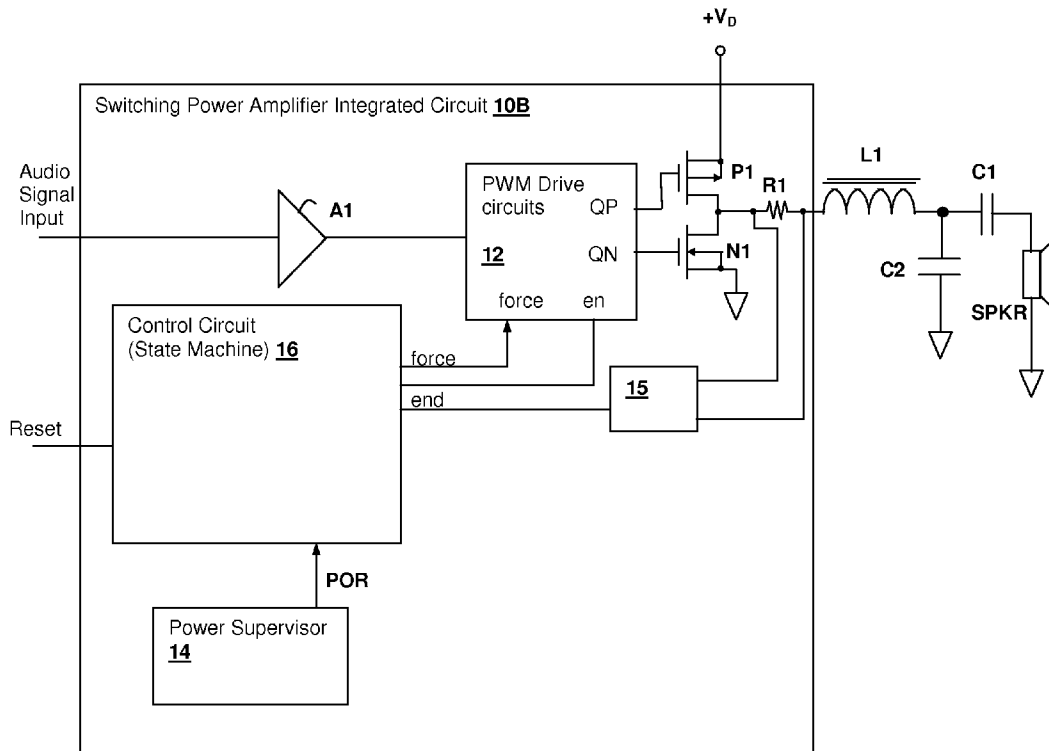 +VD
Switching Power Amplifier Integrated Circuit 10B
Audio
Signal
Input
A1
PWM Drive
circuits
QP
12
QN
force
en
P1
R1
N1
L1
C1
C2
SPKR
Control Circuit
(State Machine) 16
force
end
15
Reset
POR
Power Supervisor
14